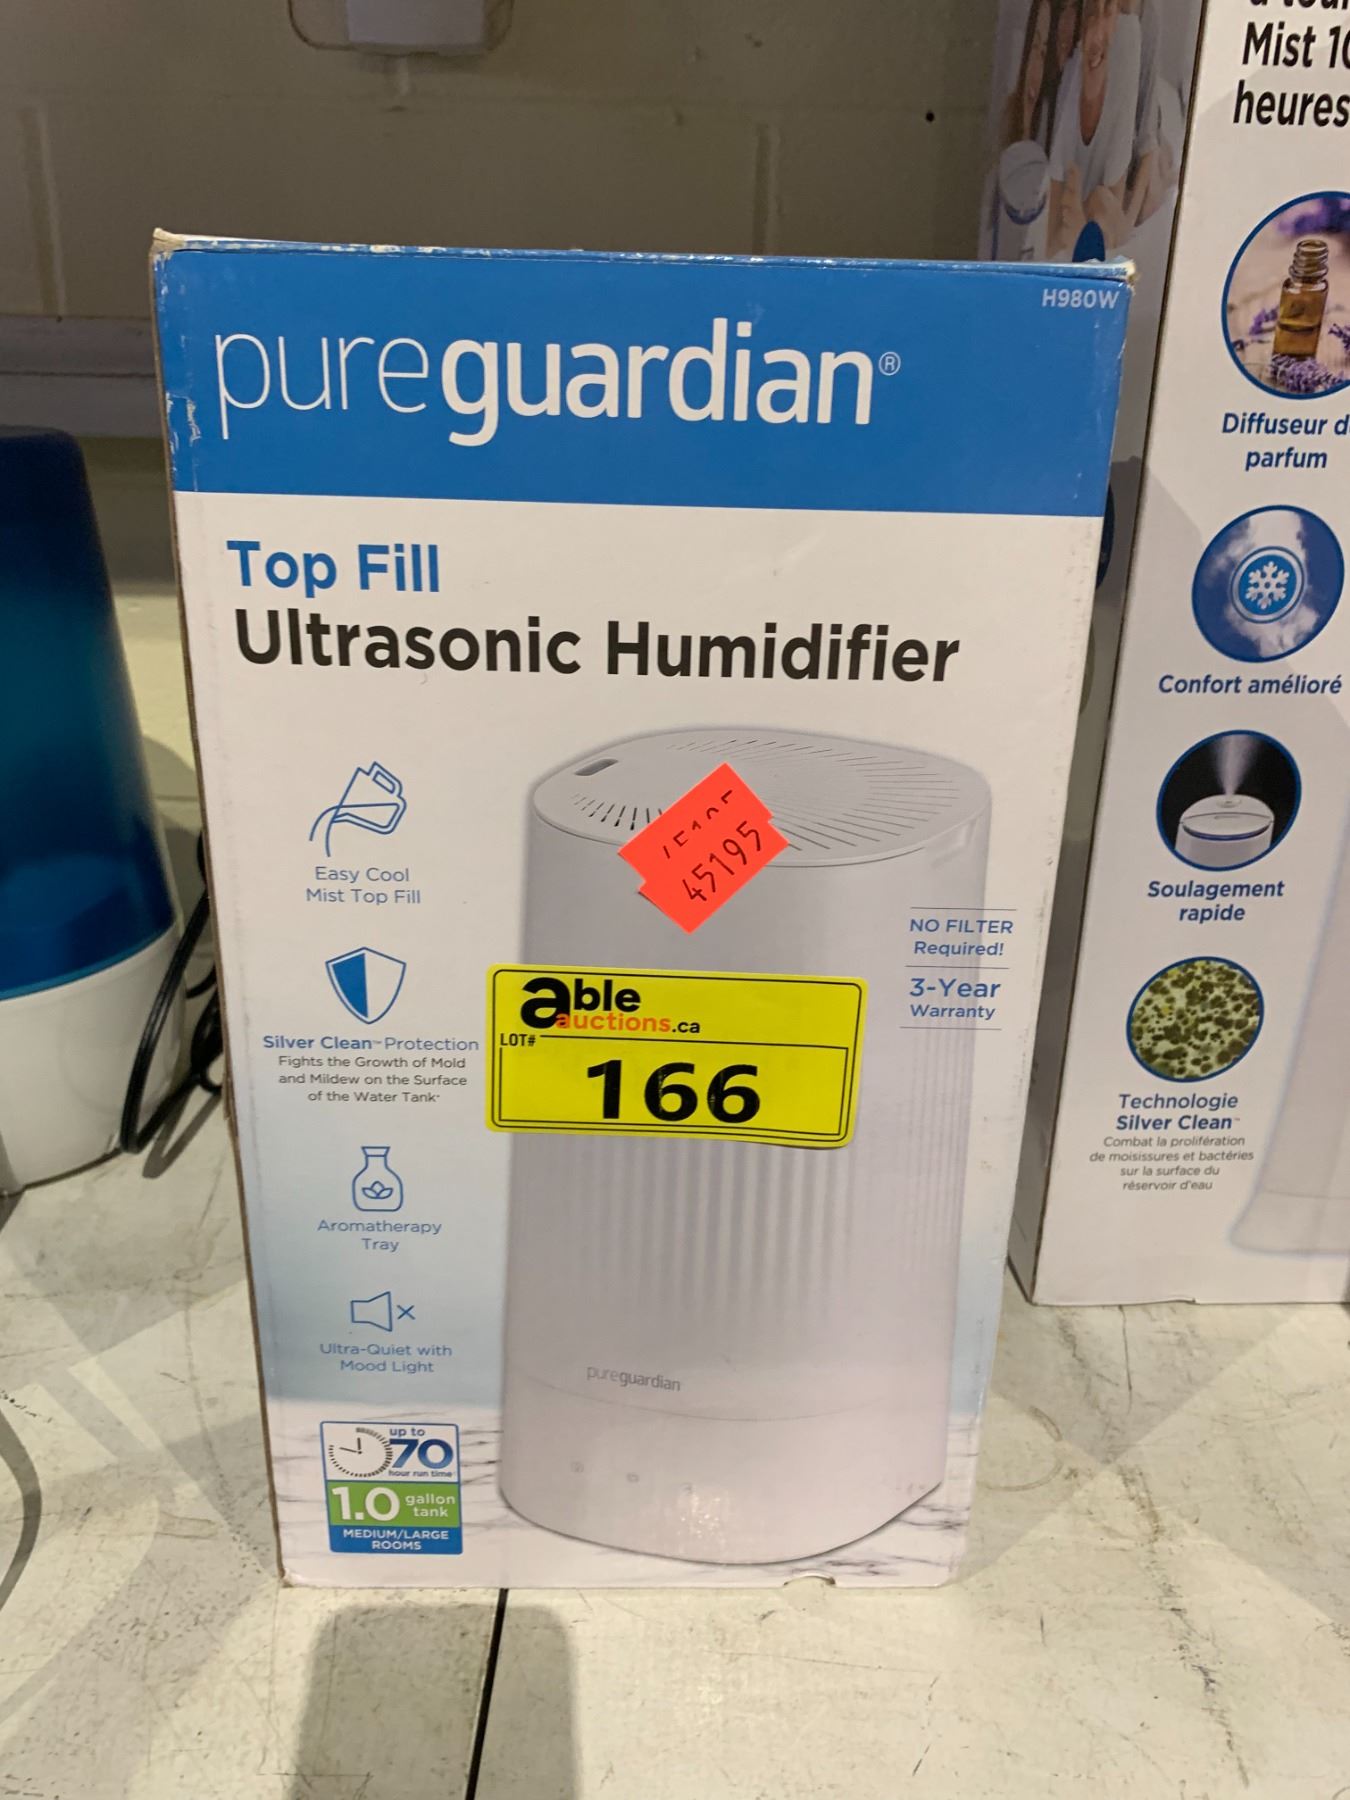 H980W
pureguardian®
Top Fill
Ultrasonic Humidifier
Easy Cool
Mist Top Fill
Silver Clean™ Protection
Fights the Growth of Mold
and Mildew on the Surface
of the Water Tank*
Aromatherapy
Tray
Ultra-Quiet with
Mood Light
up to
70
hour run time
1.0 gallon
tank
MEDIUM/LARGE
ROOMS
45195
NO FILTER
Required!
3-Year
Warranty
able
auctions.ca
LOT#
166
pureguardian
Mist
heures
Diffuseur
parfum
Confort amélioré
Soulagement
rapide
Technologie
Silver Clean™
Combat la prolifération
de moisissures et bactéries
sur la surface du
réservoir d'eau